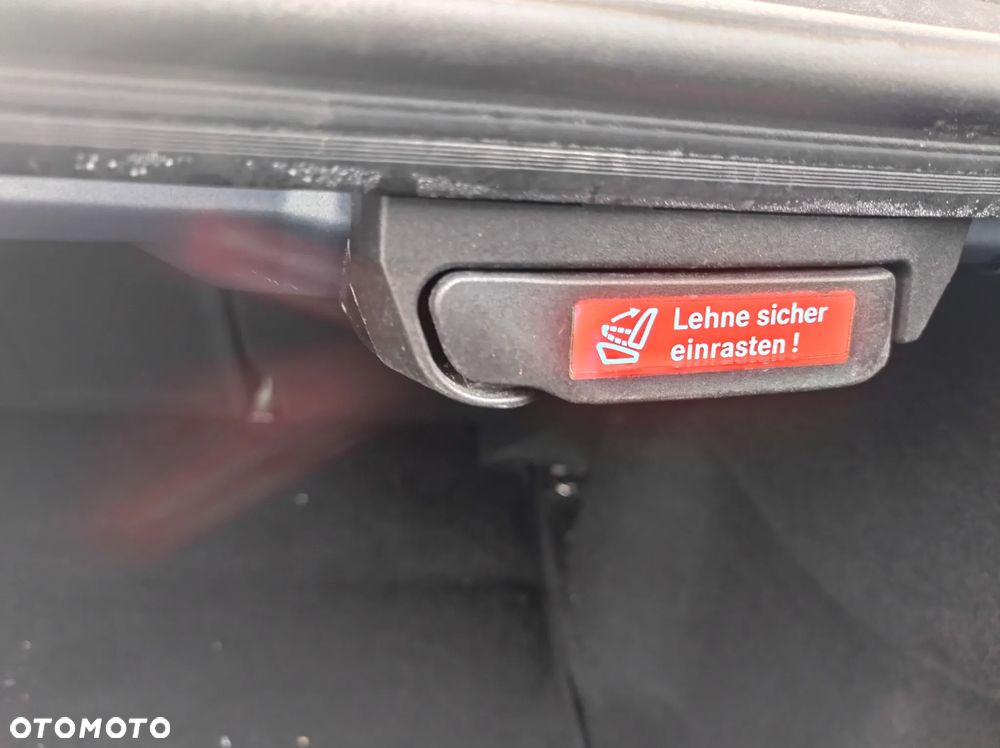 Lehne sicher
einrasten !
OTOMOTO